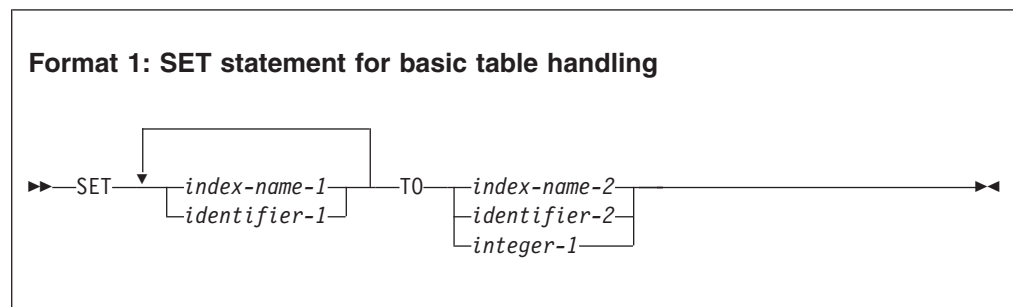 Format 1: SET statement for basic table handling
SET index-name-1 TO index-name-2
identifier-1 identifier-2
integer-1